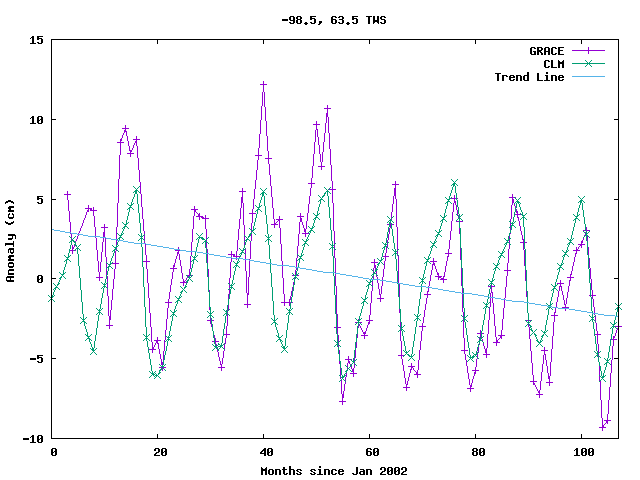 -98.5, 63.5 TWS
15
10
5
0
-5
-10
Anomaly (cm)
GRACE
CLM
Trend Line
0 20 40 60 80 100
Months since Jan 2002